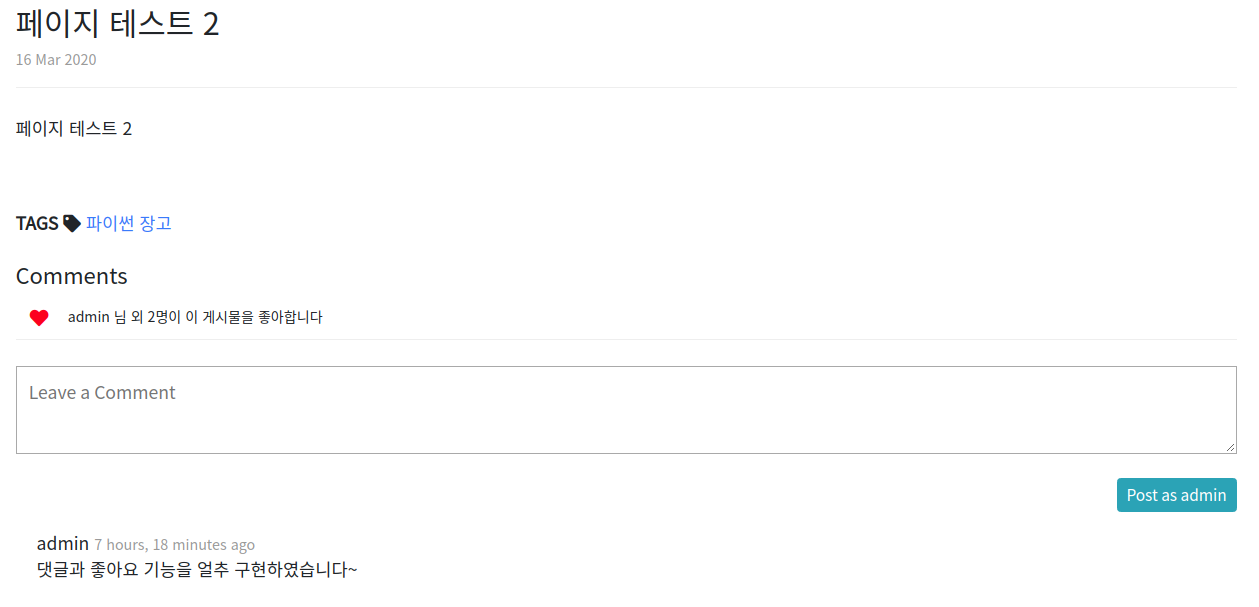 페이지 테스트 2
16 Mar 2020
페이지 테스트 2
TAGS 파이썬 장고
Comments
admin 님 외 2명이 이 게시물을 좋아합니다
Leave a Comment
Post as admin
admin 7 hours, 18 minutes ago
댓글과 좋아요 기능을 얼추 구현하였습니다~